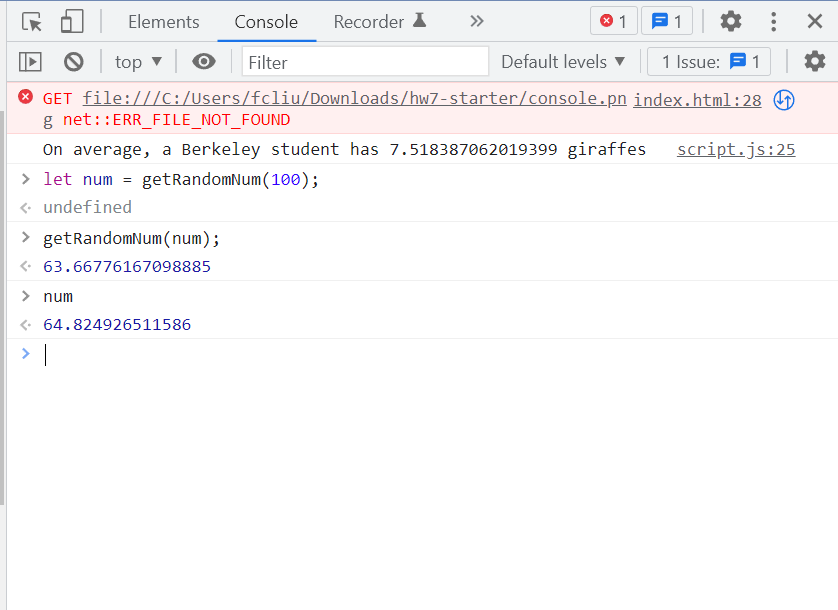 Elements Console Recorder 1 1
top Filter Default levels 1 Issue: 1
GET file:///C:/Users/fcliu/Downloads/hw7-starter/console.pn index.html:28
g net::ERR_FILE_NOT_FOUND
On average, a Berkeley student has 7.518387062019399 giraffes script.js:25
let num = getRandomNum(100);
undefined
getRandomNum(num);
63.66776167098885
num
64.824926511586